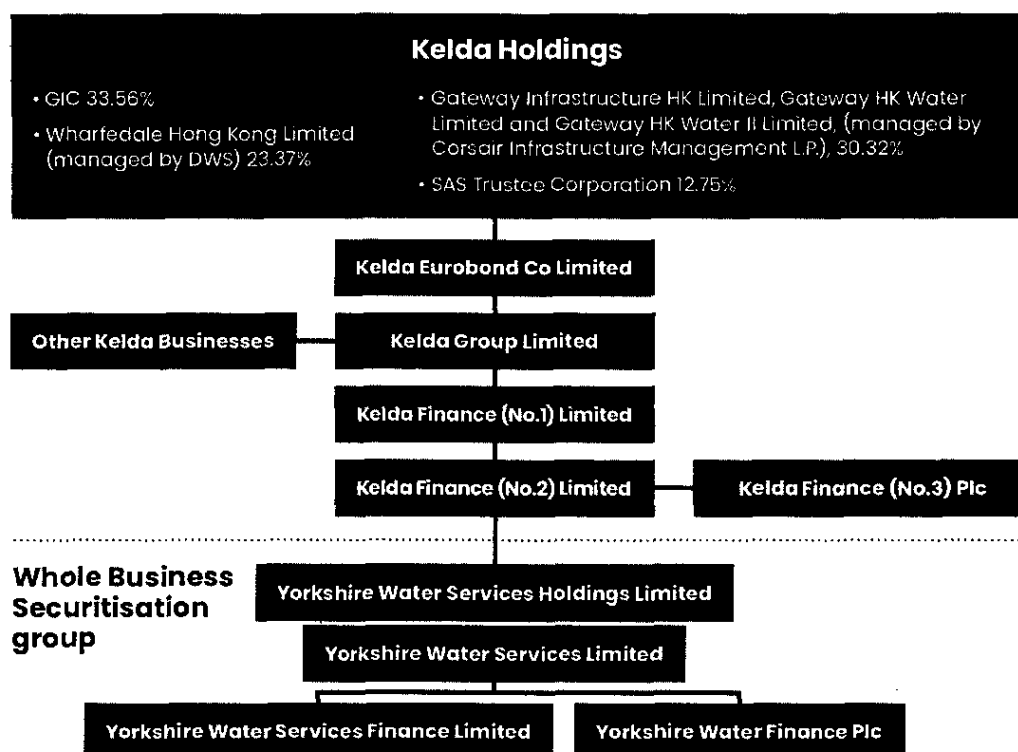 Kelda Holdings
• GIC 33.56%
• Wharfedale Hong Kong Limited
(managed by DWS) 23.37%
• Gateway Infrastructure HK Limited, Gateway HK Water
Limited and Gateway HK Water II Limited, (managed by
Corsair Infrastructure Management L.P.), 30.32%
• SAS Trustee Corporation 12.75%
Kelda Eurobond Co Limited
Other Kelda Businesses
Kelda Group Limited
Kelda Finance (No.1) Limited
Kelda Finance (No.2) Limited
Kelda Finance (No.3) Plc
Whole Business
Securitisation
group
Yorkshire Water Services Holdings Limited
Yorkshire Water Services Limited
Yorkshire Water Services Finance Limited
Yorkshire Water Finance Plc